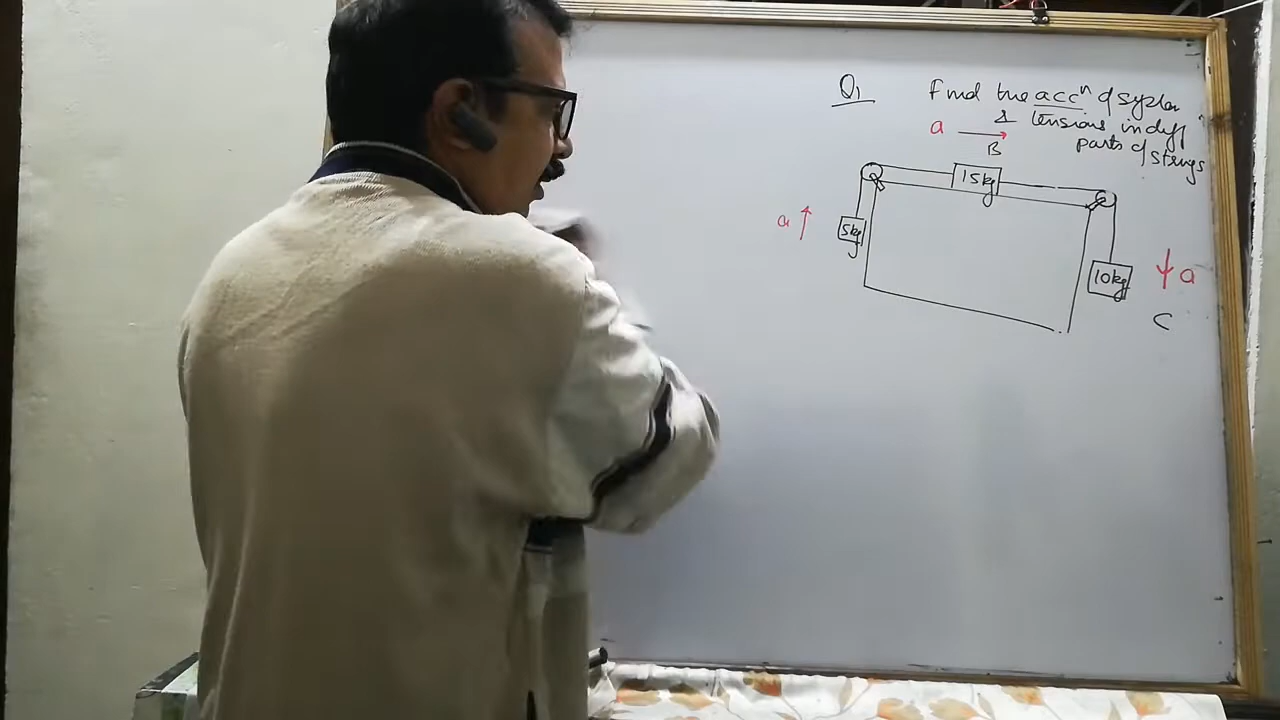 Q1 Find the accn of system
& tensions in diff
parts of strings
a
B
15kg
a
5kg
10kg
a
C